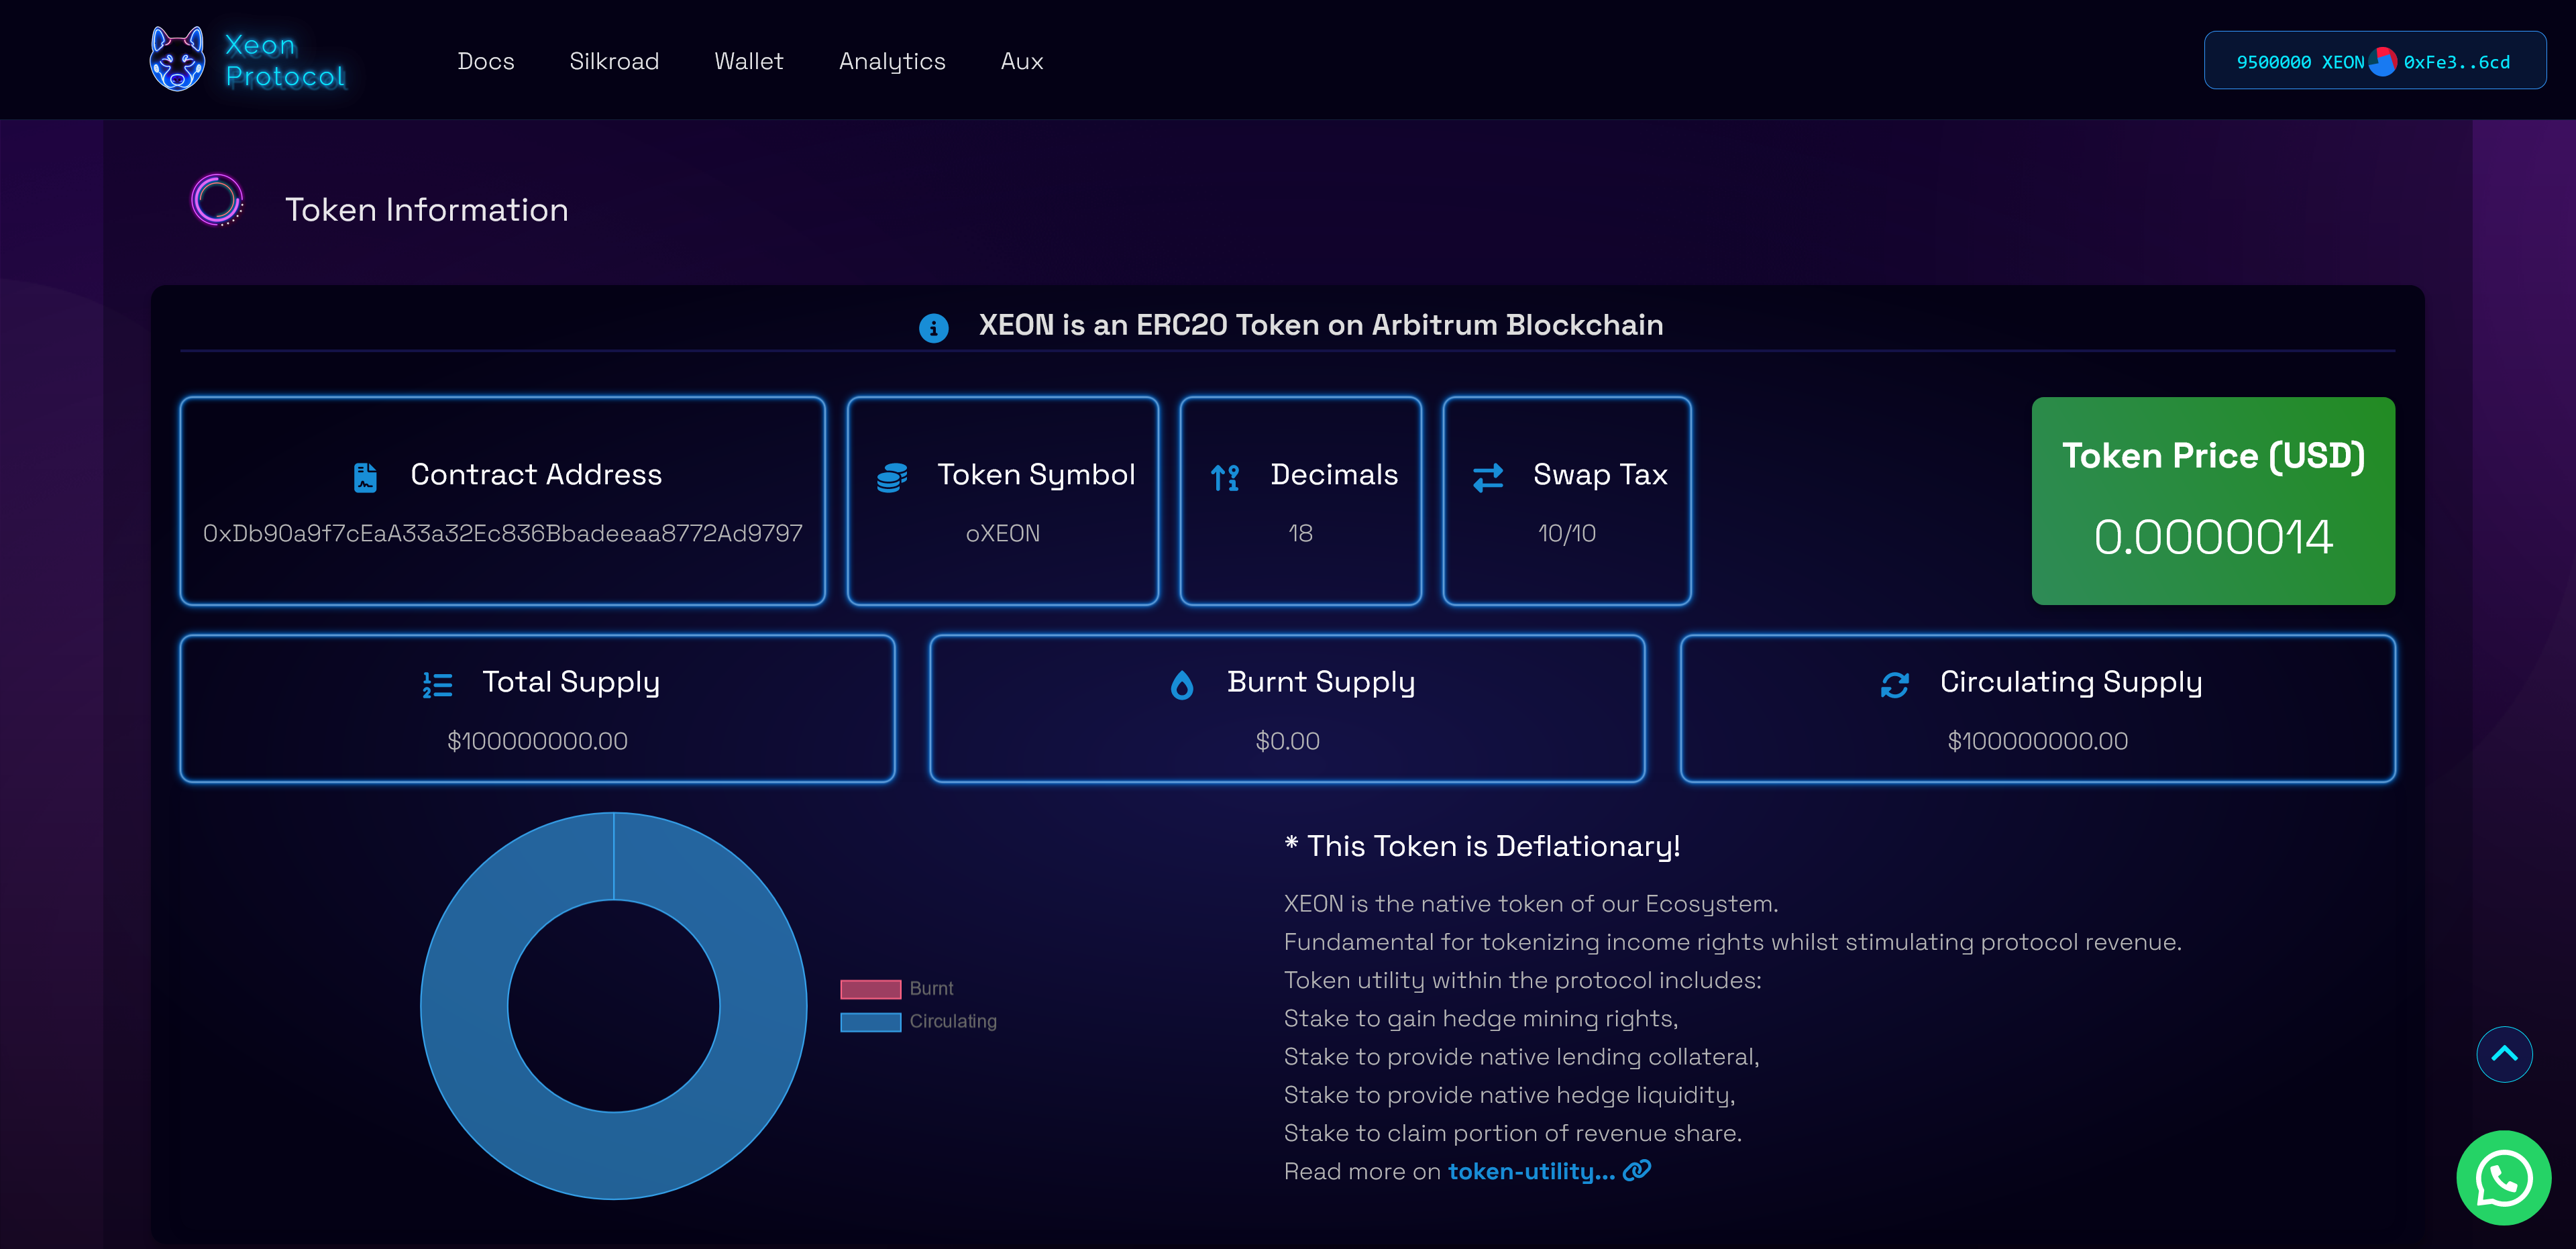 Xeon
Protocol
Docs
Silkroad
Wallet
Analytics
Aux
9500000 XEON
0xFe3..6cd
Token Information
XEON is an ERC20 Token on Arbitrum Blockchain
Contract Address
0xDb90a9f7cEaA33a32Ec836Bbadeeaa8772Ad9797
Token Symbol
oXEON
Decimals
18
Swap Tax
10/10
Token Price (USD)
0.0000014
Total Supply
$100000000.00
Burnt Supply
$0.00
Circulating Supply
$100000000.00
Burnt
Circulating
* This Token is Deflationary!
XEON is the native token of our Ecosystem.
Fundamental for tokenizing income rights whilst stimulating protocol revenue.
Token utility within the protocol includes:
Stake to gain hedge mining rights,
Stake to provide native lending collateral,
Stake to provide native hedge liquidity,
Stake to claim portion of revenue share.
Read more on token-utility...